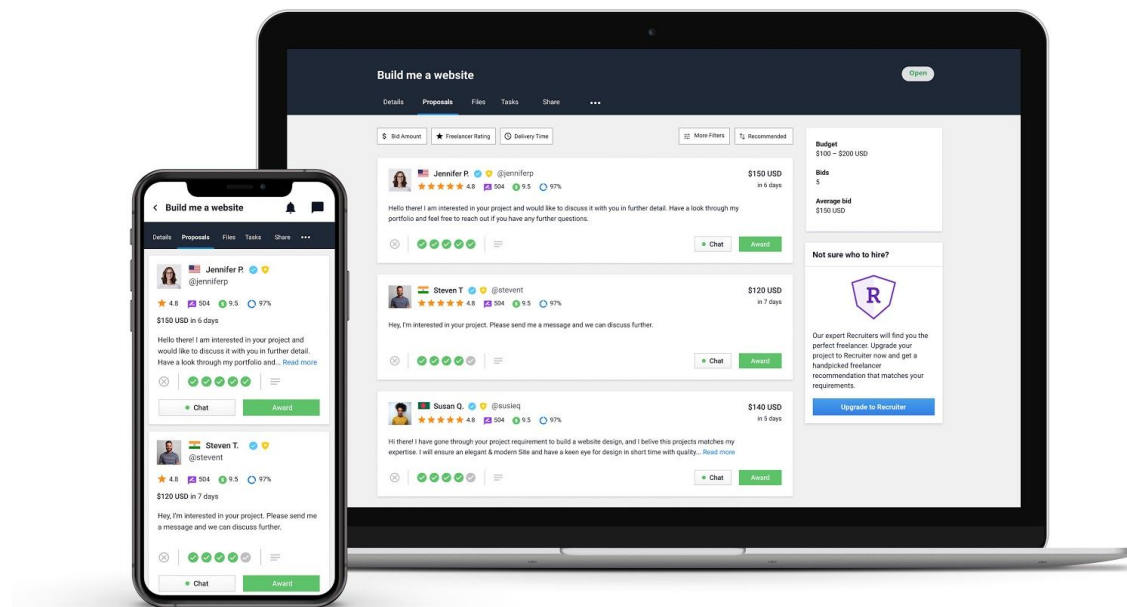 Build me a website
Open
Details Proposals Files Tasks Share •••
$ Bid Amount ★ Freelancer Rating Delivery Time More Filters Recommended
Jennifer P. @jenniferp
4.8 504 9.5 97%
$150 USD
in 6 days
Hello there! I am interested in your project and would like to discuss it with you in further detail. Have a look through my
portfolio and feel free to reach out if you have any further questions.
Chat Award
Steven T @stevent
4.8 504 9.5 97%
$120 USD
in 7 days
Hey, I'm interested in your project. Please send me a message and we can discuss further.
Chat Award
Susan Q. @susieq
4.8 504 9.5 97%
$140 USD
in 5 days
Hi there! I have gone through your project requirement to build a website design, and I belive this projects matches my
expertise. I will ensure an elegant & modern Site and have a keen eye for design in short time with quality... Read more
Chat Award
Budget
$100 – $200 USD
Bids
5
Average bid
$150 USD
Not sure who to hire?
R
Our expert Recruiters will find you the
perfect freelancer. Upgrade your
project to Recruiter now and get a
handpicked freelancer
recommendation that matches your
requirements.
Upgrade to Recruiter
< Build me a website
Details Proposals Files Tasks Share •••
Jennifer P.
@jenniferp
4.8 504 9.5 97%
$150 USD in 6 days
Hello there! I am interested in your project and
would like to discuss it with you in further detail.
Have a look through my portfolio and... Read more
Chat Award
Steven T.
@stevent
4.8 504 9.5 97%
$120 USD in 7 days
Hey, I'm interested in your project. Please send me
a message and we can discuss further.
Chat Award